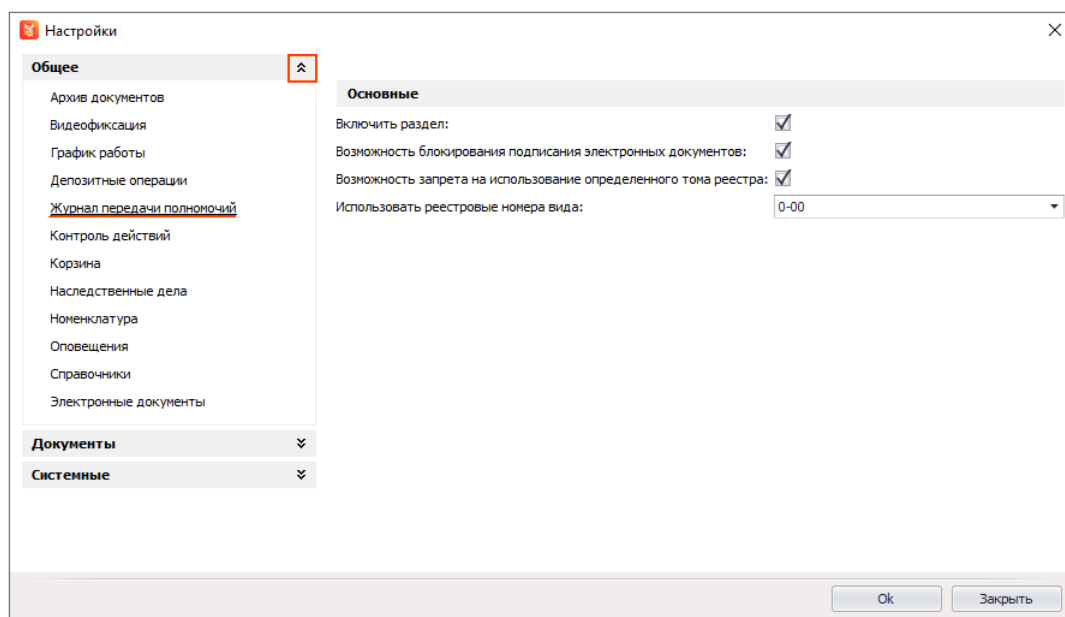 Настройки
Общее
Архив документов
Видеофиксация
График работы
Депозитные операции
Журнал передачи полномочий
Контроль действий
Корзина
Наследственные дела
Номенклатура
Оповещения
Справочники
Электронные документы
Документы
Системные
Основные
Включить раздел:
Возможность блокирования подписания электронных документов:
Возможность запрета на использование определенного тома реестра:
Использовать реестровые номера вида: 0-00
Ok Закрыть